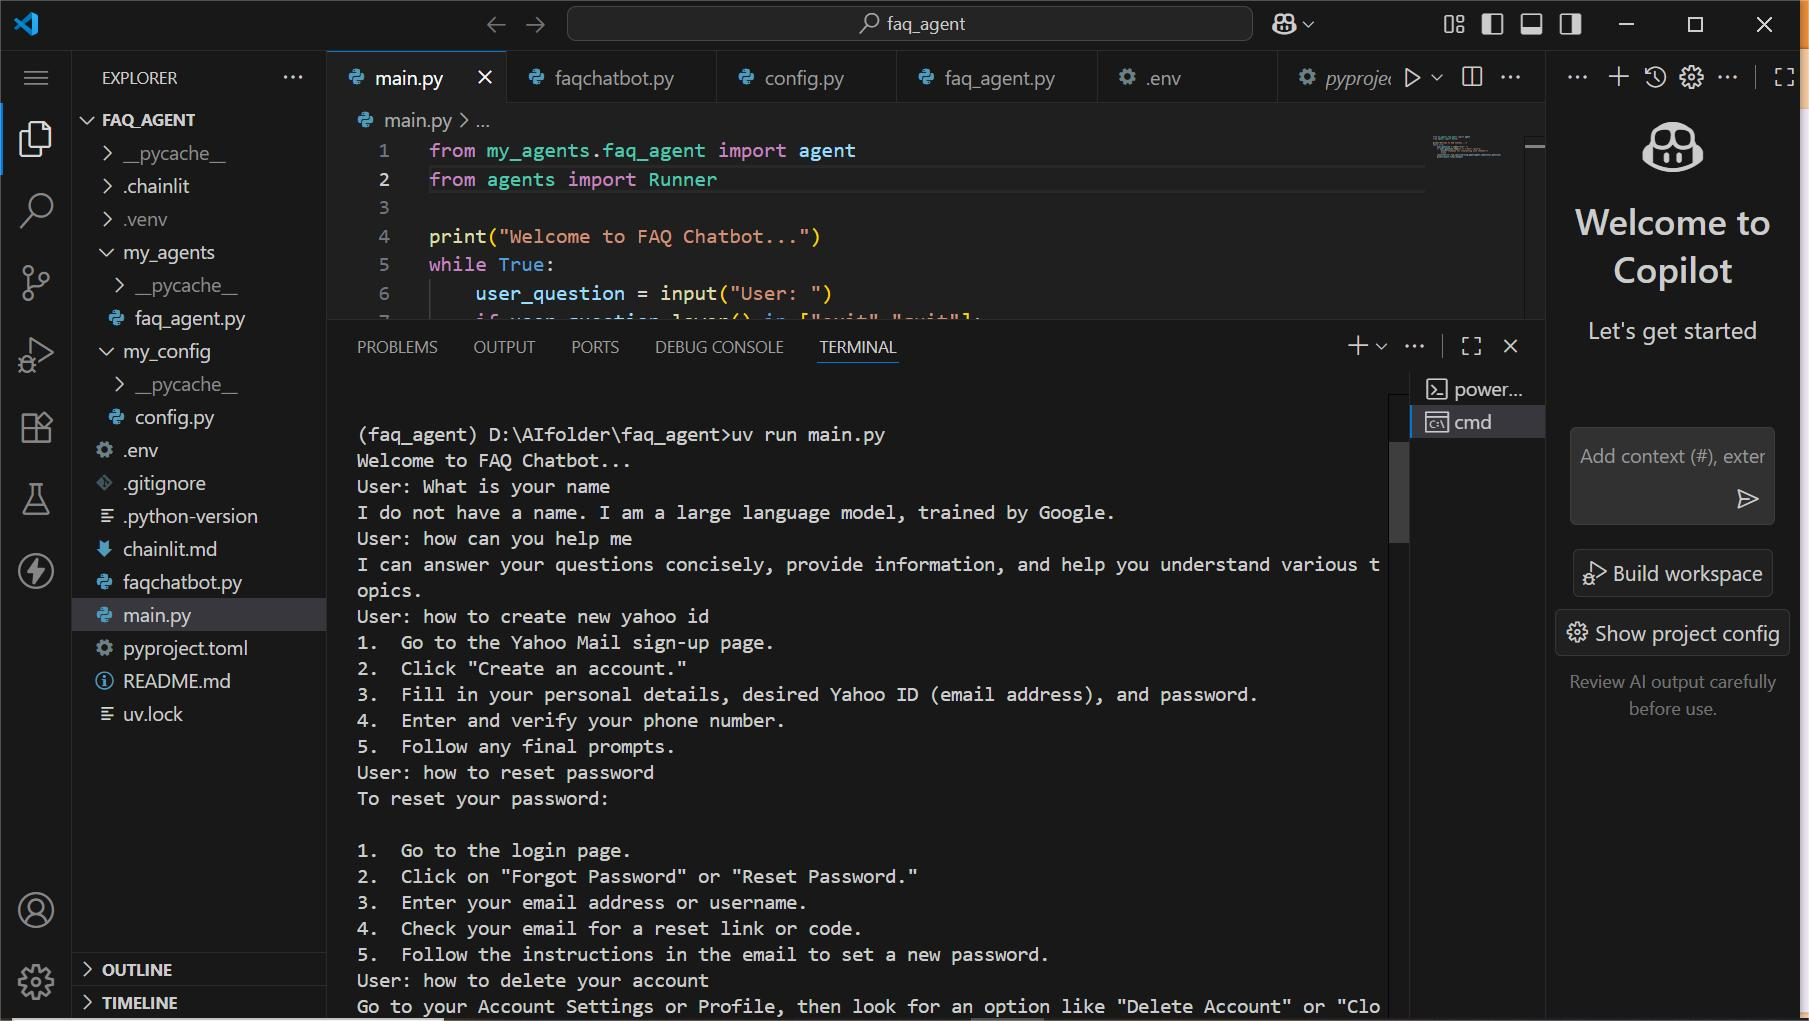 faq_agent
EXPLORER
FAQ_AGENT
__pycache__
.chainlit
.venv
my_agents
__pycache__
faq_agent.py
my_config
__pycache__
config.py
.env
.gitignore
.python-version
chainlit.md
faqchatbot.py
main.py
pyproject.toml
README.md
uv.lock
OUTLINE
TIMELINE
main.py faqchatbot.py config.py faq_agent.py .env pyprojec
main.py > ...
1 from my_agents.faq_agent import agent
2 from agents import Runner
3
4 print("Welcome to FAQ Chatbot...")
5 while True:
6 user_question = input("User: ")
7 if user_question.lower() in ["exit","quit"]:
PROBLEMS OUTPUT PORTS DEBUG CONSOLE TERMINAL
(faq_agent) D:\AIfolder\faq_agent>uv run main.py
Welcome to FAQ Chatbot...
User: What is your name
I do not have a name. I am a large language model, trained by Google.
User: how can you help me
I can answer your questions concisely, provide information, and help you understand various t
opics.
User: how to create new yahoo id
1. Go to the Yahoo Mail sign-up page.
2. Click "Create an account."
3. Fill in your personal details, desired Yahoo ID (email address), and password.
4. Enter and verify your phone number.
5. Follow any final prompts.
User: how to reset password
To reset your password:
1. Go to the login page.
2. Click on "Forgot Password" or "Reset Password."
3. Enter your email address or username.
4. Check your email for a reset link or code.
5. Follow the instructions in the email to set a new password.
User: how to delete your account
Go to your Account Settings or Profile, then look for an option like "Delete Account" or "Clo
power...
cmd
Welcome to
Copilot
Let's get started
Add context (#), exter
Build workspace
Show project config
Review AI output carefully
before use.